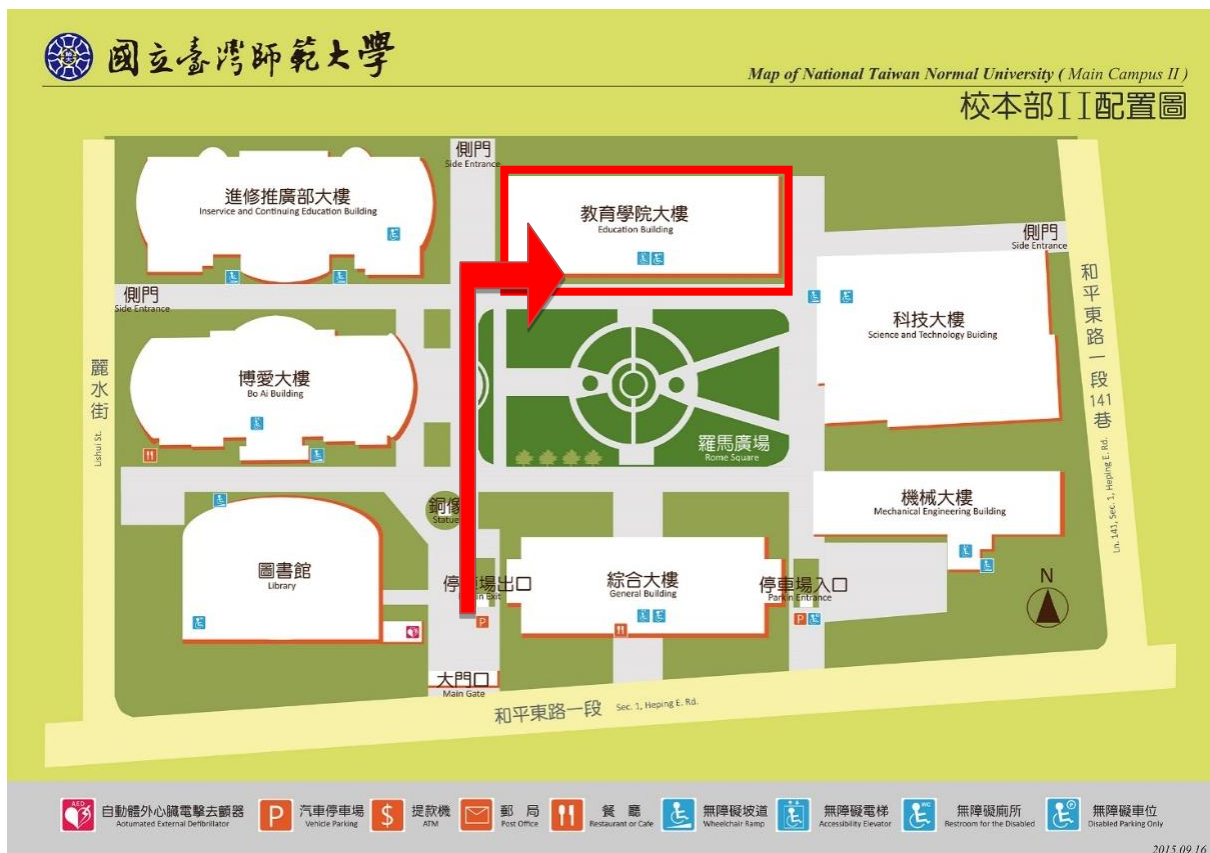 國立臺灣師範大學
Map of National Taiwan Normal University ( Main Campus II )
校本部II配置圖
側門
Side Entrance
進修推廣部大樓
Inservice and Continuing Education Building
教育學院大樓
Education Building
側門
Side Entrance
側門
Side Entrance
科技大樓
Science and Technology Buiding
和平東路一段141巷
Ln. 141, Sec. 1, Heping E. Rd.
麗水街
Lishui St.
博愛大樓
Bo Ai Building
羅馬廣場
Rome Square
銅像
Statue
機械大樓
Mechanical Engineering Building
圖書館
Library
停車場出口
Exit
綜合大樓
General Building
停車場入口
Parkin Entrance
N
P
P
大門口
Main Gate
和平東路一段 Sec. 1, Heping E. Rd.
AED
自動體外心臟電擊去顫器
Aotumated External Defibrillator
P
汽車停車場
Vehicle Parking
$
提款機
ATM
郵 局
Post Office
餐 廳
Restaurant or Cafe
無障礙坡道
Wheelchair Ramp
無障礙電梯
Accessibility Elevator
WC
無障礙廁所
Restroom for the Disabled
P
無障礙車位
Disabled Parking Only
2015.09.16